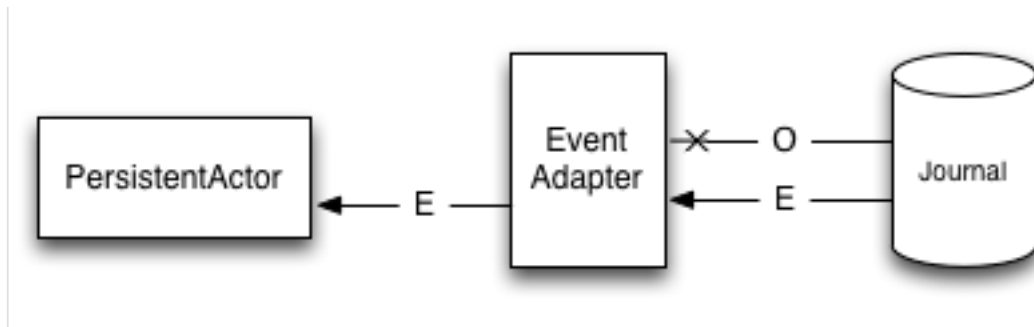 PersistentActor
E
Event
Adapter
O
E
Journal